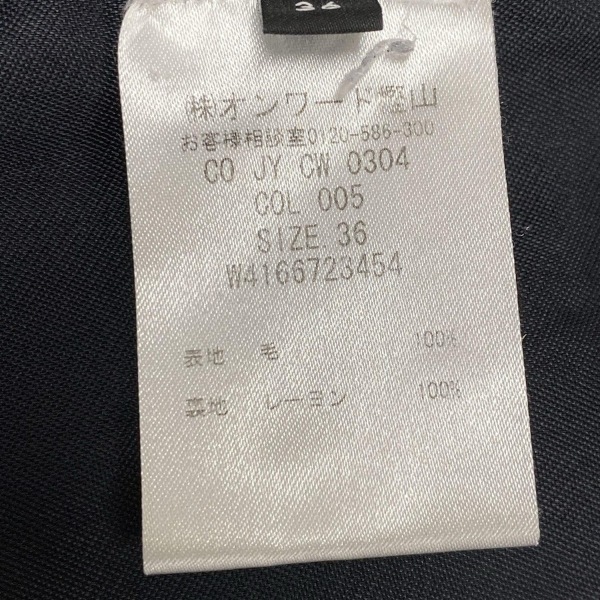 36
㈱オンワード樫山
お客様相談室0120-586-300
CO JY CW 0304
COL 005
SIZE. 36
W4166723454
表地 毛 100%
裏地 レーヨン 100%